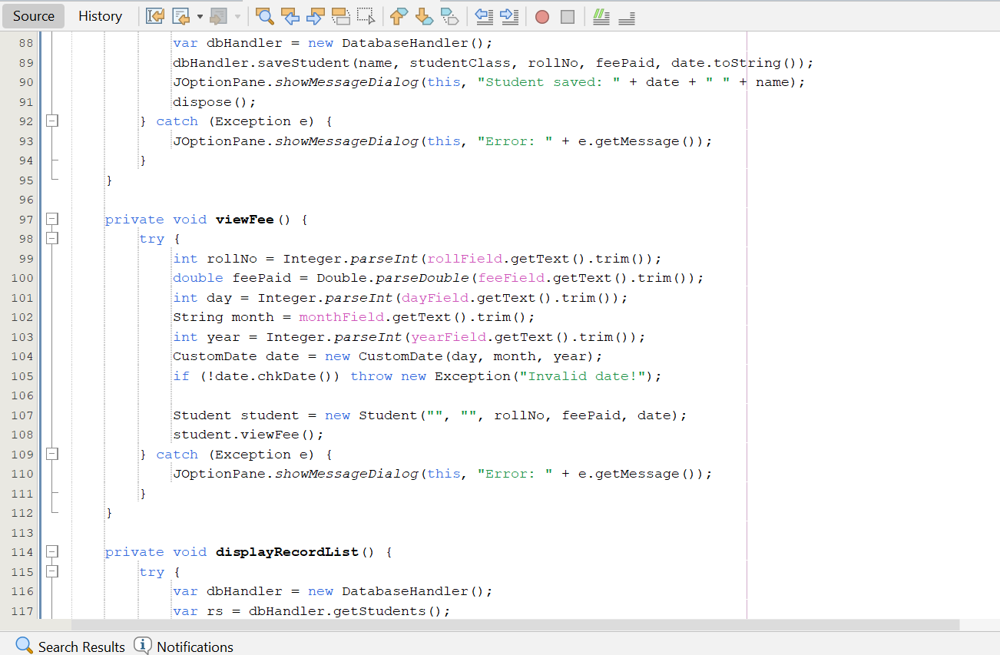 Source History
88 var dbHandler = new DatabaseHandler();
89 dbHandler.saveStudent(name, studentClass, rollNo, feePaid, date.toString());
90 JOptionPane.showMessageDialog(this, "Student saved: " + date + " " + name);
91 dispose();
92 } catch (Exception e) {
93 JOptionPane.showMessageDialog(this, "Error: " + e.getMessage());
94 }
95 }
96
97 private void viewFee() {
98 try {
99 int rollNo = Integer.parseInt(rollField.getText().trim());
100 double feePaid = Double.parseDouble(feeField.getText().trim());
101 int day = Integer.parseInt(dayField.getText().trim());
102 String month = monthField.getText().trim();
103 int year = Integer.parseInt(yearField.getText().trim());
104 CustomDate date = new CustomDate(day, month, year);
105 if (!date.chkDate()) throw new Exception("Invalid date!");
106
107 Student student = new Student("", "", rollNo, feePaid, date);
108 student.viewFee();
109 } catch (Exception e) {
110 JOptionPane.showMessageDialog(this, "Error: " + e.getMessage());
111 }
112 }
113
114 private void displayRecordList() {
115 try {
116 var dbHandler = new DatabaseHandler();
117 var rs = dbHandler.getStudents();
Search Results Notifications